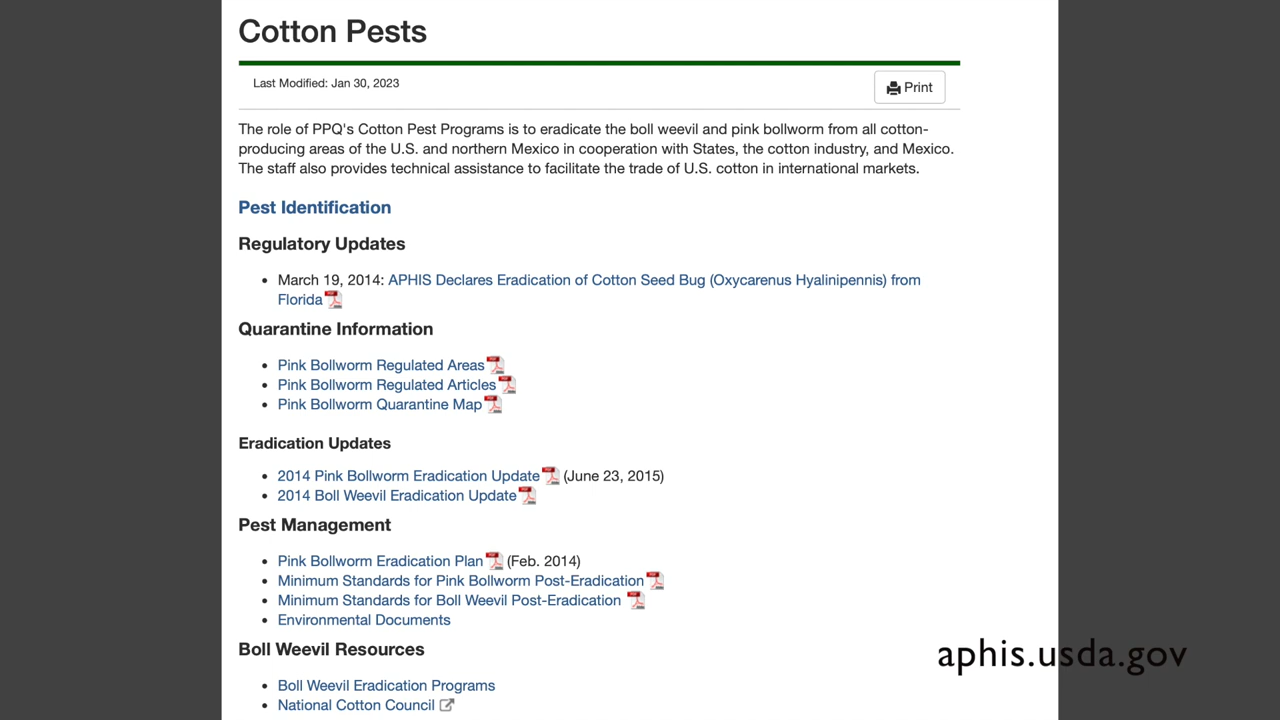 Cotton Pests
Last Modified: Jan 30, 2023
Print
The role of PPQ's Cotton Pest Programs is to eradicate the boll weevil and pink bollworm from all cotton-
producing areas of the U.S. and northern Mexico in cooperation with States, the cotton industry, and Mexico.
The staff also provides technical assistance to facilitate the trade of U.S. cotton in international markets.
Pest Identification
Regulatory Updates
• March 19, 2014: APHIS Declares Eradication of Cotton Seed Bug (Oxycarenus Hyalinipennis) from
Florida
Quarantine Information
• Pink Bollworm Regulated Areas
• Pink Bollworm Regulated Articles
• Pink Bollworm Quarantine Map
Eradication Updates
• 2014 Pink Bollworm Eradication Update (June 23, 2015)
• 2014 Boll Weevil Eradication Update
Pest Management
• Pink Bollworm Eradication Plan (Feb. 2014)
• Minimum Standards for Pink Bollworm Post-Eradication
• Minimum Standards for Boll Weevil Post-Eradication
• Environmental Documents
Boll Weevil Resources
• Boll Weevil Eradication Programs
• National Cotton Council
aphis.usda.gov